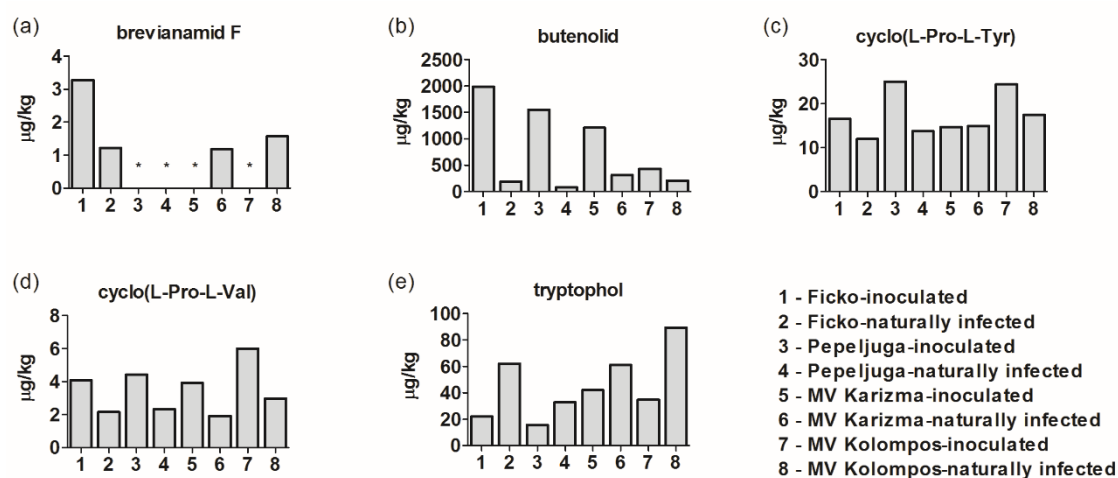 (a)
brevianamid F
µg/kg
4
3
2
1
0
* * * *
1 2 3 4 5 6 7 8
(b)
butenolid
µg/kg
2500
2000
1500
1000
500
0
1 2 3 4 5 6 7 8
(c)
cyclo(L-Pro-L-Tyr)
µg/kg
30
20
10
0
1 2 3 4 5 6 7 8
(d)
cyclo(L-Pro-L-Val)
µg/kg
8
6
4
2
0
1 2 3 4 5 6 7 8
(e)
tryptophol
µg/kg
100
80
60
40
20
0
1 2 3 4 5 6 7 8
1 - Ficko-inoculated
2 - Ficko-naturally infected
3 - Pepeljuga-inoculated
4 - Pepeljuga-naturally infected
5 - MV Karizma-inoculated
6 - MV Karizma-naturally infected
7 - MV Kolompos-inoculated
8 - MV Kolompos-naturally infected